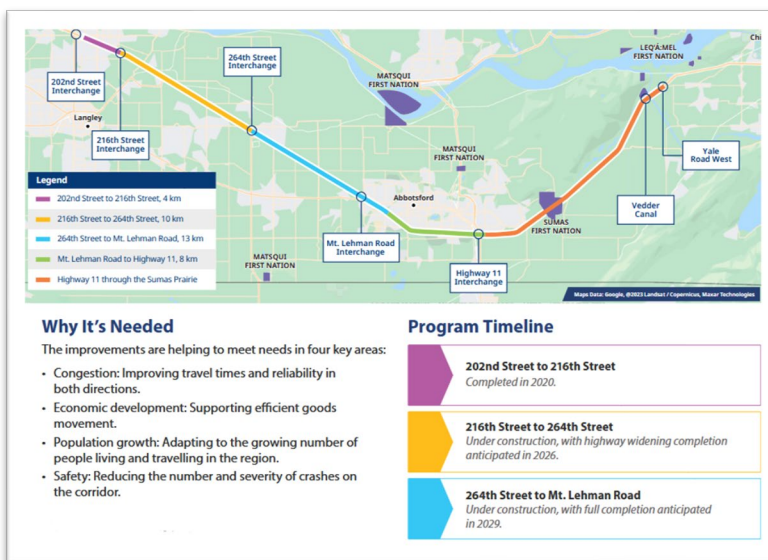 202nd Street
Interchange
Langley
216th Street
Interchange
264th Street
Interchange
MATSQUI
FIRST NATION
MATSQUI
FIRST NATION
LEQ'Á:MEL
FIRST NATION
Chi
Yale
Road West
Vedder
Canal
Abbotsford
SUMAS
FIRST NATION
Mt. Lehman Road
Interchange
Highway 11
Interchange
MATSQUI
FIRST NATION
Legend
202nd Street to 216th Street, 4 km
216th Street to 264th Street, 10 km
264th Street to Mt. Lehman Road, 13 km
Mt. Lehman Road to Highway 11, 8 km
Highway 11 through the Sumas Prairie
Maps Data: Google, @2023 Landsat / Copernicus, Maxar Technologies
Why It's Needed
The improvements are helping to meet needs in four key areas:
• Congestion: Improving travel times and reliability in
both directions.
• Economic development: Supporting efficient goods
movement.
• Population growth: Adapting to the growing number of
people living and travelling in the region.
• Safety: Reducing the number and severity of crashes on
the corridor.
Program Timeline
202nd Street to 216th Street
Completed in 2020.
216th Street to 264th Street
Under construction, with highway widening completion
anticipated in 2026.
264th Street to Mt. Lehman Road
Under construction, with full completion anticipated
in 2029.